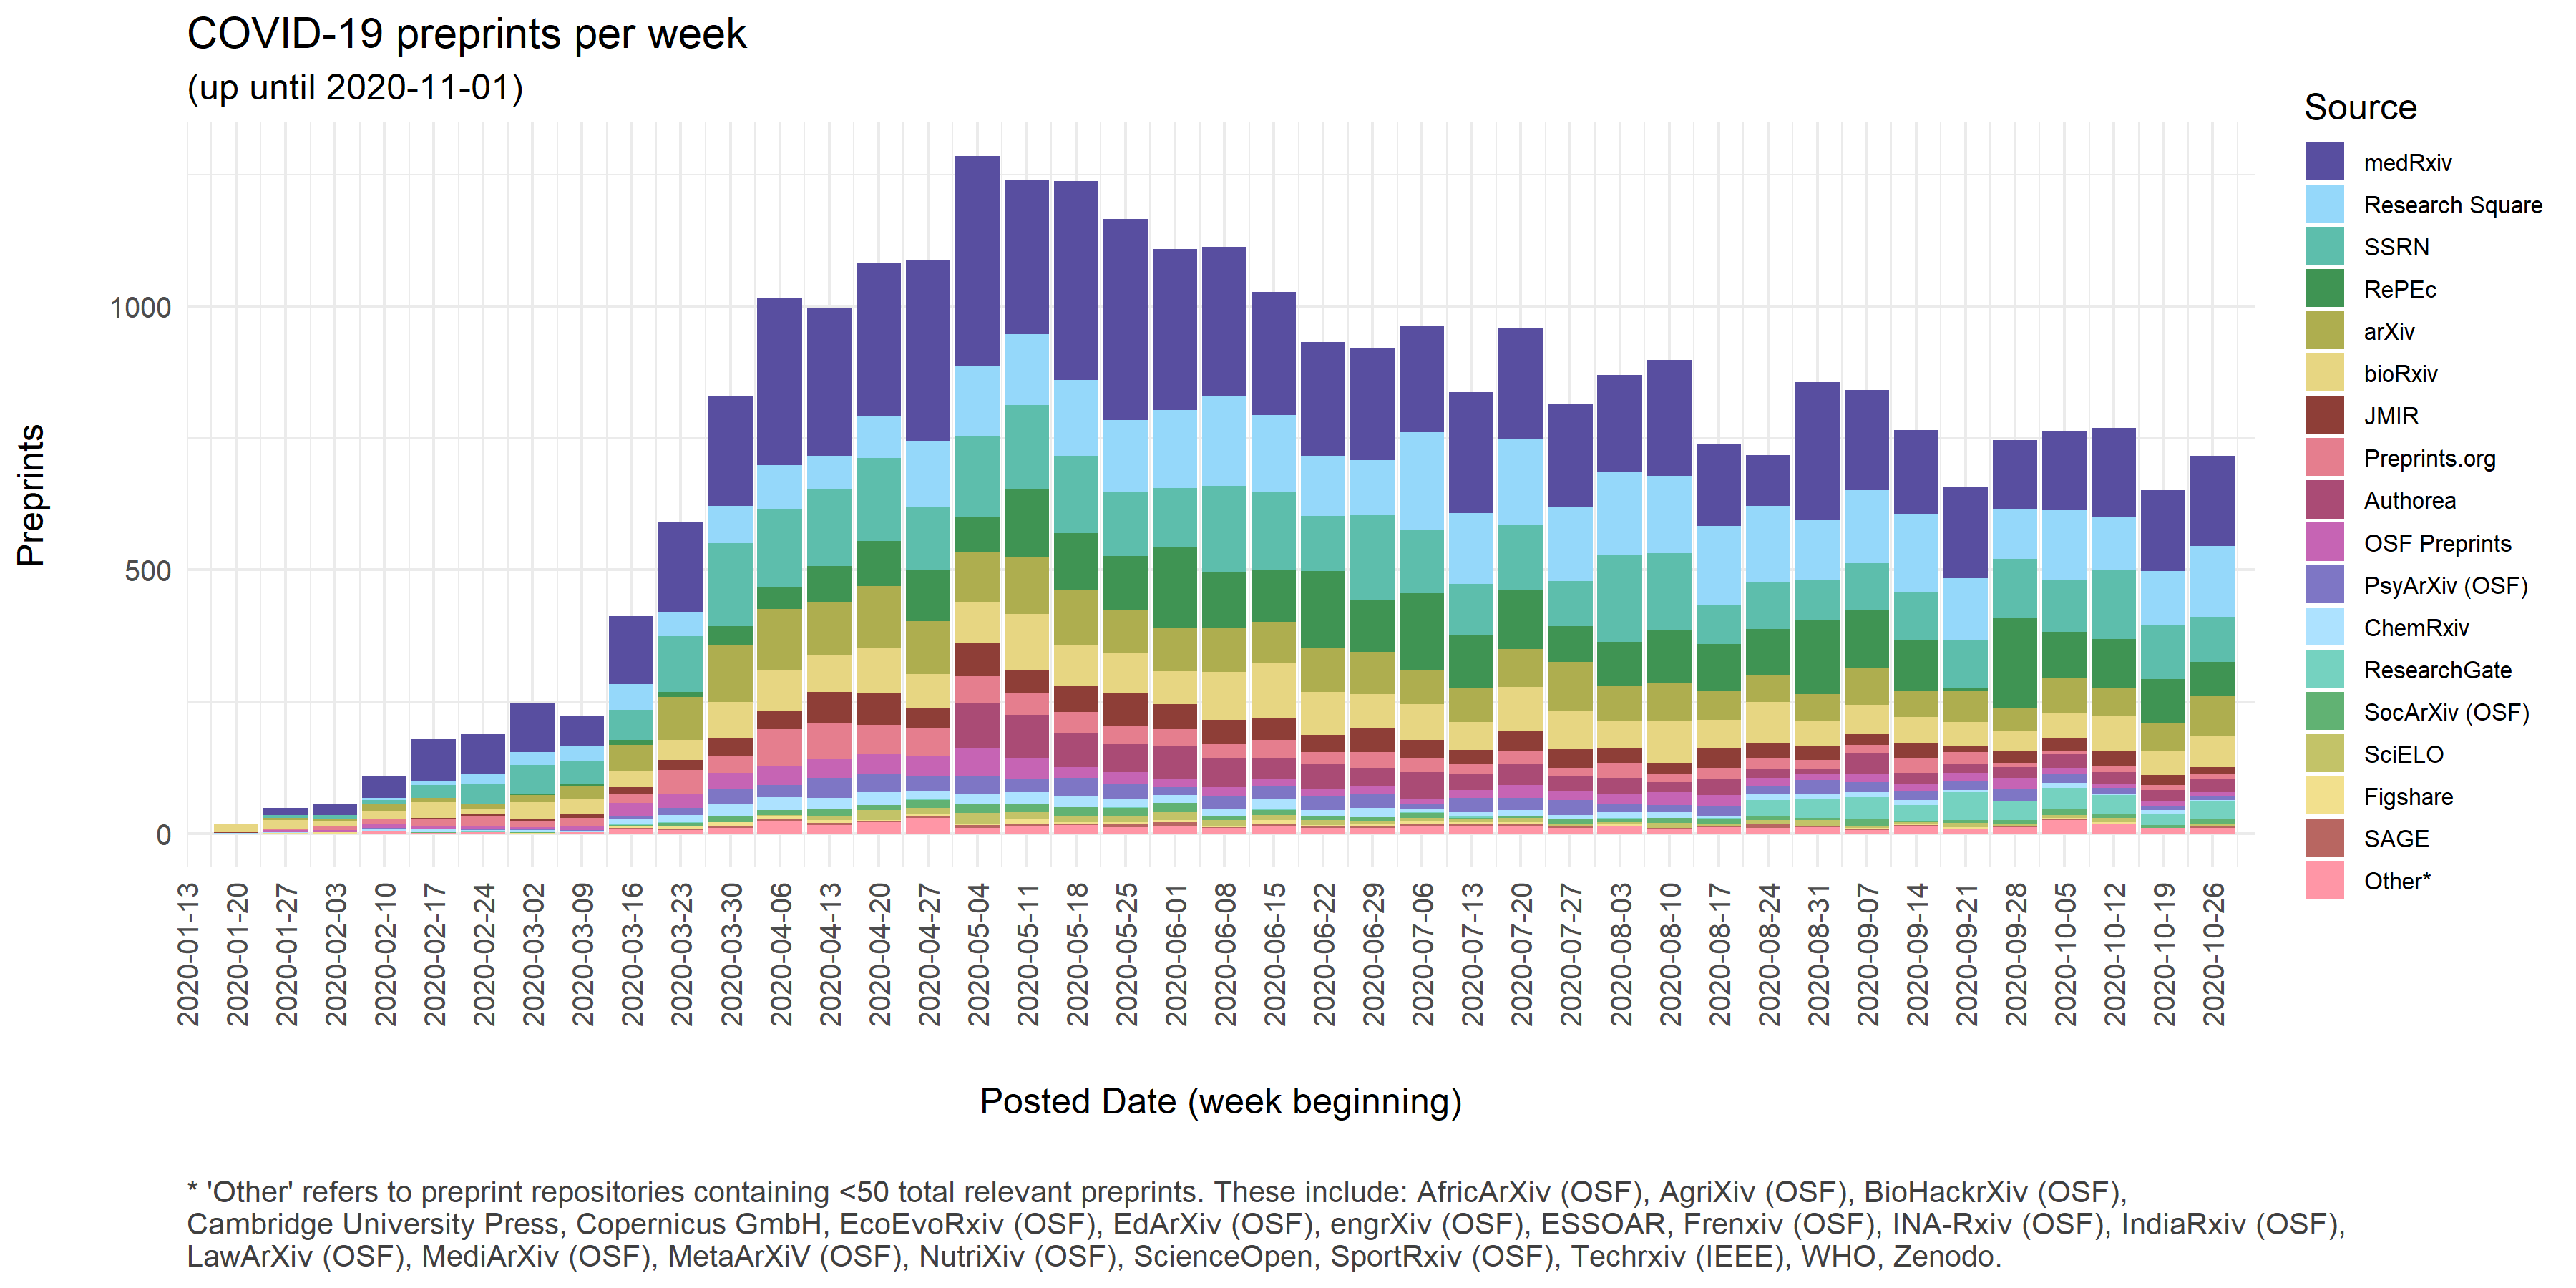 COVID-19 preprints per week
(up until 2020-11-01)
Preprints
1000
500
0
2020-01-13
2020-01-20
2020-01-27
2020-02-03
2020-02-10
2020-02-17
2020-02-24
2020-03-02
2020-03-09
2020-03-16
2020-03-23
2020-03-30
2020-04-06
2020-04-13
2020-04-20
2020-04-27
2020-05-04
2020-05-11
2020-05-18
2020-05-25
2020-06-01
2020-06-08
2020-06-15
2020-06-22
2020-06-29
2020-07-06
2020-07-13
2020-07-20
2020-07-27
2020-08-03
2020-08-10
2020-08-17
2020-08-24
2020-08-31
2020-09-07
2020-09-14
2020-09-21
2020-09-28
2020-10-05
2020-10-12
2020-10-19
2020-10-26
Posted Date (week beginning)
Source
medRxiv
Research Square
SSRN
RePEc
arXiv
bioRxiv
JMIR
Preprints.org
Authorea
OSF Preprints
PsyArXiv (OSF)
ChemRxiv
ResearchGate
SocArXiv (OSF)
SciELO
Figshare
SAGE
Other*
* 'Other' refers to preprint repositories containing <50 total relevant preprints. These include: AfricArXiv (OSF), AgriXiv (OSF), BioHackrXiv (OSF),
Cambridge University Press, Copernicus GmbH, EcoEvoRxiv (OSF), EdArXiv (OSF), engrXiv (OSF), ESSOAR, Frenxiv (OSF), INA-Rxiv (OSF), IndiaRxiv (OSF),
LawArXiv (OSF), MediArXiv (OSF), MetaArXiV (OSF), NutriXiv (OSF), ScienceOpen, SportRxiv (OSF), Techrxiv (IEEE), WHO, Zenodo.